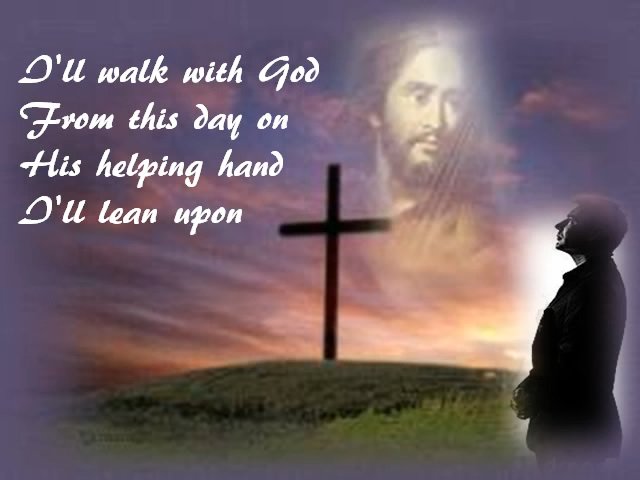 I'll walk with God
From this day on
His helping hand
I'll lean upon